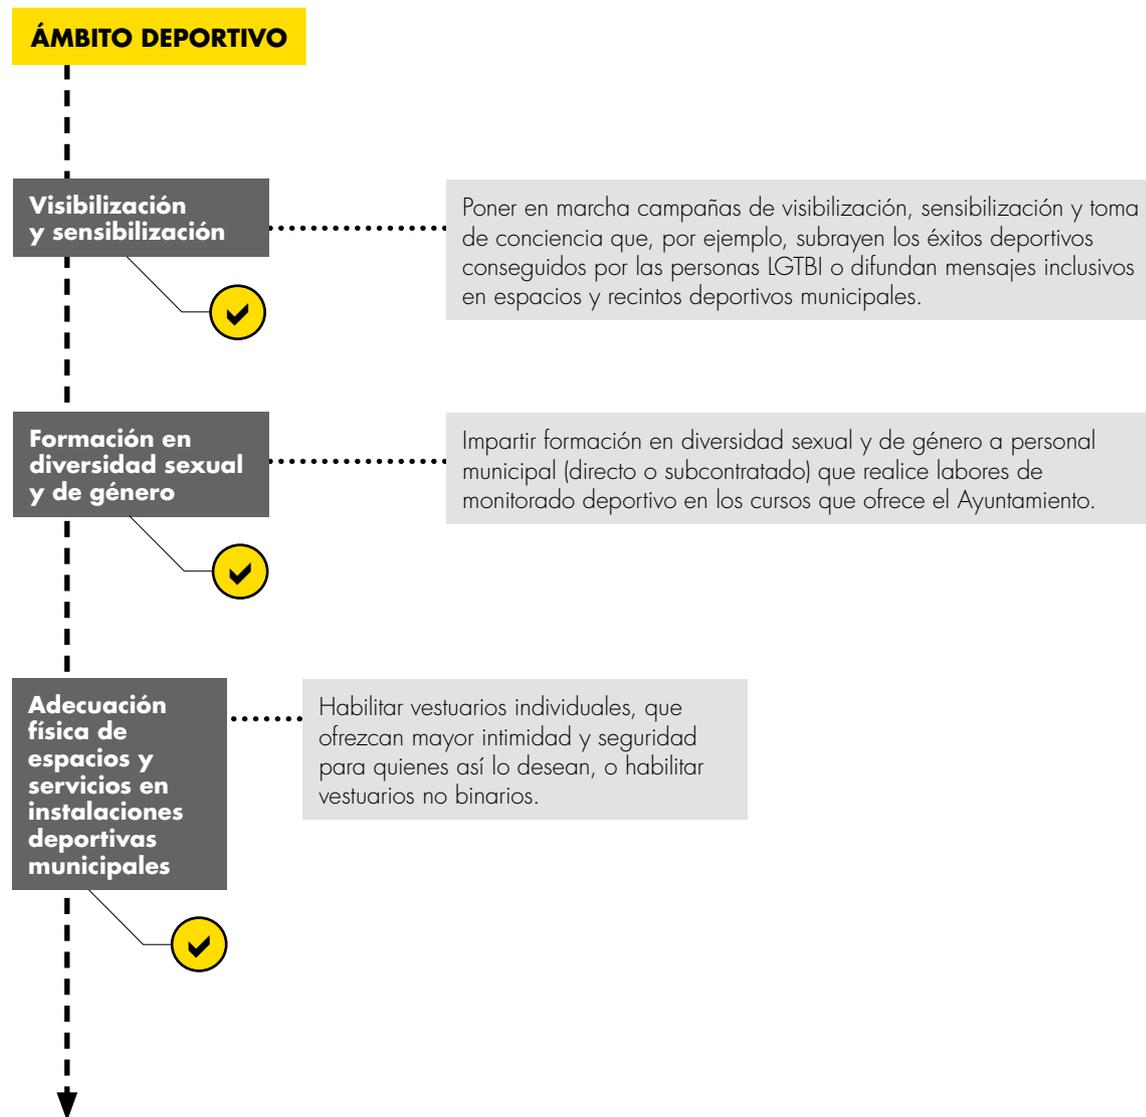 ÁMBITO DEPORTIVO
Visibilización
y sensibilización
Poner en marcha campañas de visibilización, sensibilización y toma
de conciencia que, por ejemplo, subrayen los éxitos deportivos
conseguidos por las personas LGTBI o difundan mensajes inclusivos
en espacios y recintos deportivos municipales.
Formación en
diversidad sexual
y de género
Impartir formación en diversidad sexual y de género a personal
municipal (directo o subcontratado) que realice labores de
monitorado deportivo en los cursos que ofrece el Ayuntamiento.
Adecuación
física de
espacios y
servicios en
instalaciones
deportivas
municipales
Habilitar vestuarios individuales, que
ofrezcan mayor intimidad y seguridad
para quienes así lo desean, o habilitar
vestuarios no binarios.